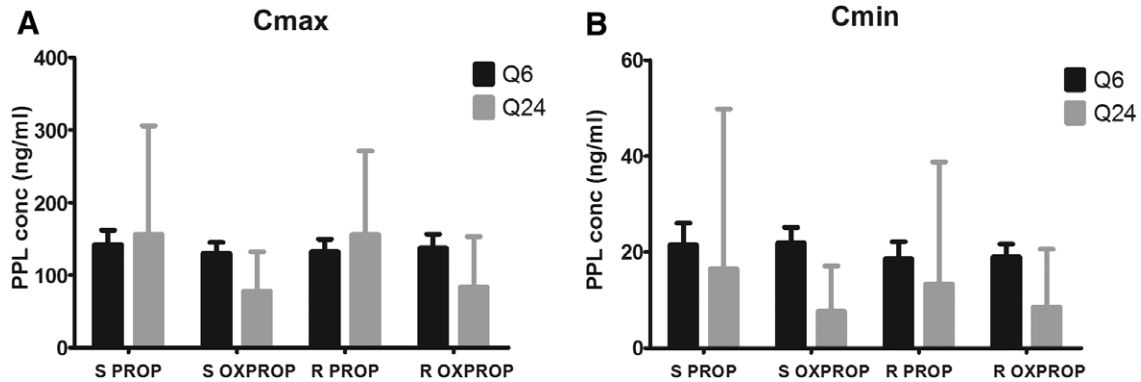 A
Cmax
PPL conc (ng/ml)
400
300
200
100
0
Q6
Q24
S PROP
S OXPROP
R PROP
R OXPROP
B
Cmin
PPL conc (ng/ml)
60
40
20
0
Q6
Q24
S PROP
S OXPROP
R PROP
R OXPROP